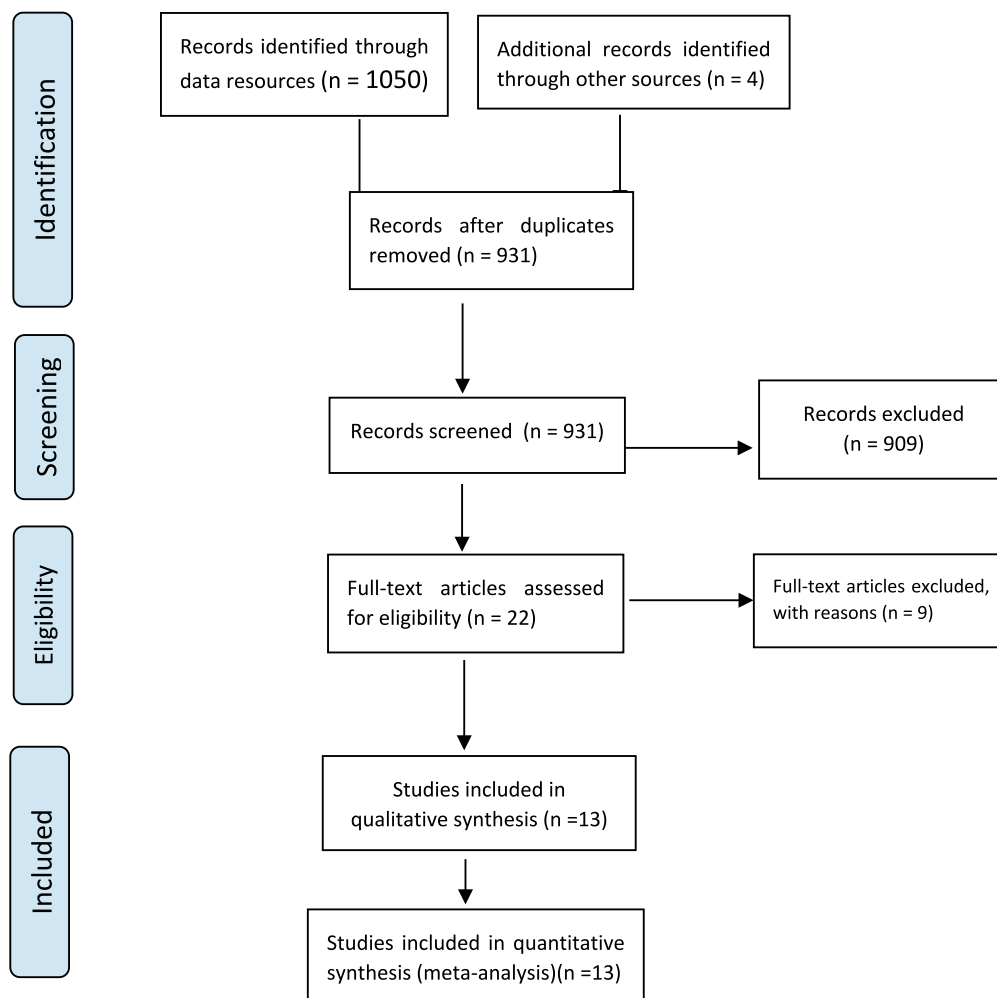 Identification
Records identified through
data resources (n = 1050)
Additional records identified
through other sources (n = 4)
Records after duplicates
removed (n = 931)
Screening
Records screened (n = 931)
Records excluded
(n = 909)
Eligibility
Full-text articles assessed
for eligibility (n = 22)
Full-text articles excluded,
with reasons (n = 9)
Included
Studies included in
qualitative synthesis (n =13)
Studies included in quantitative
synthesis (meta-analysis)(n =13)